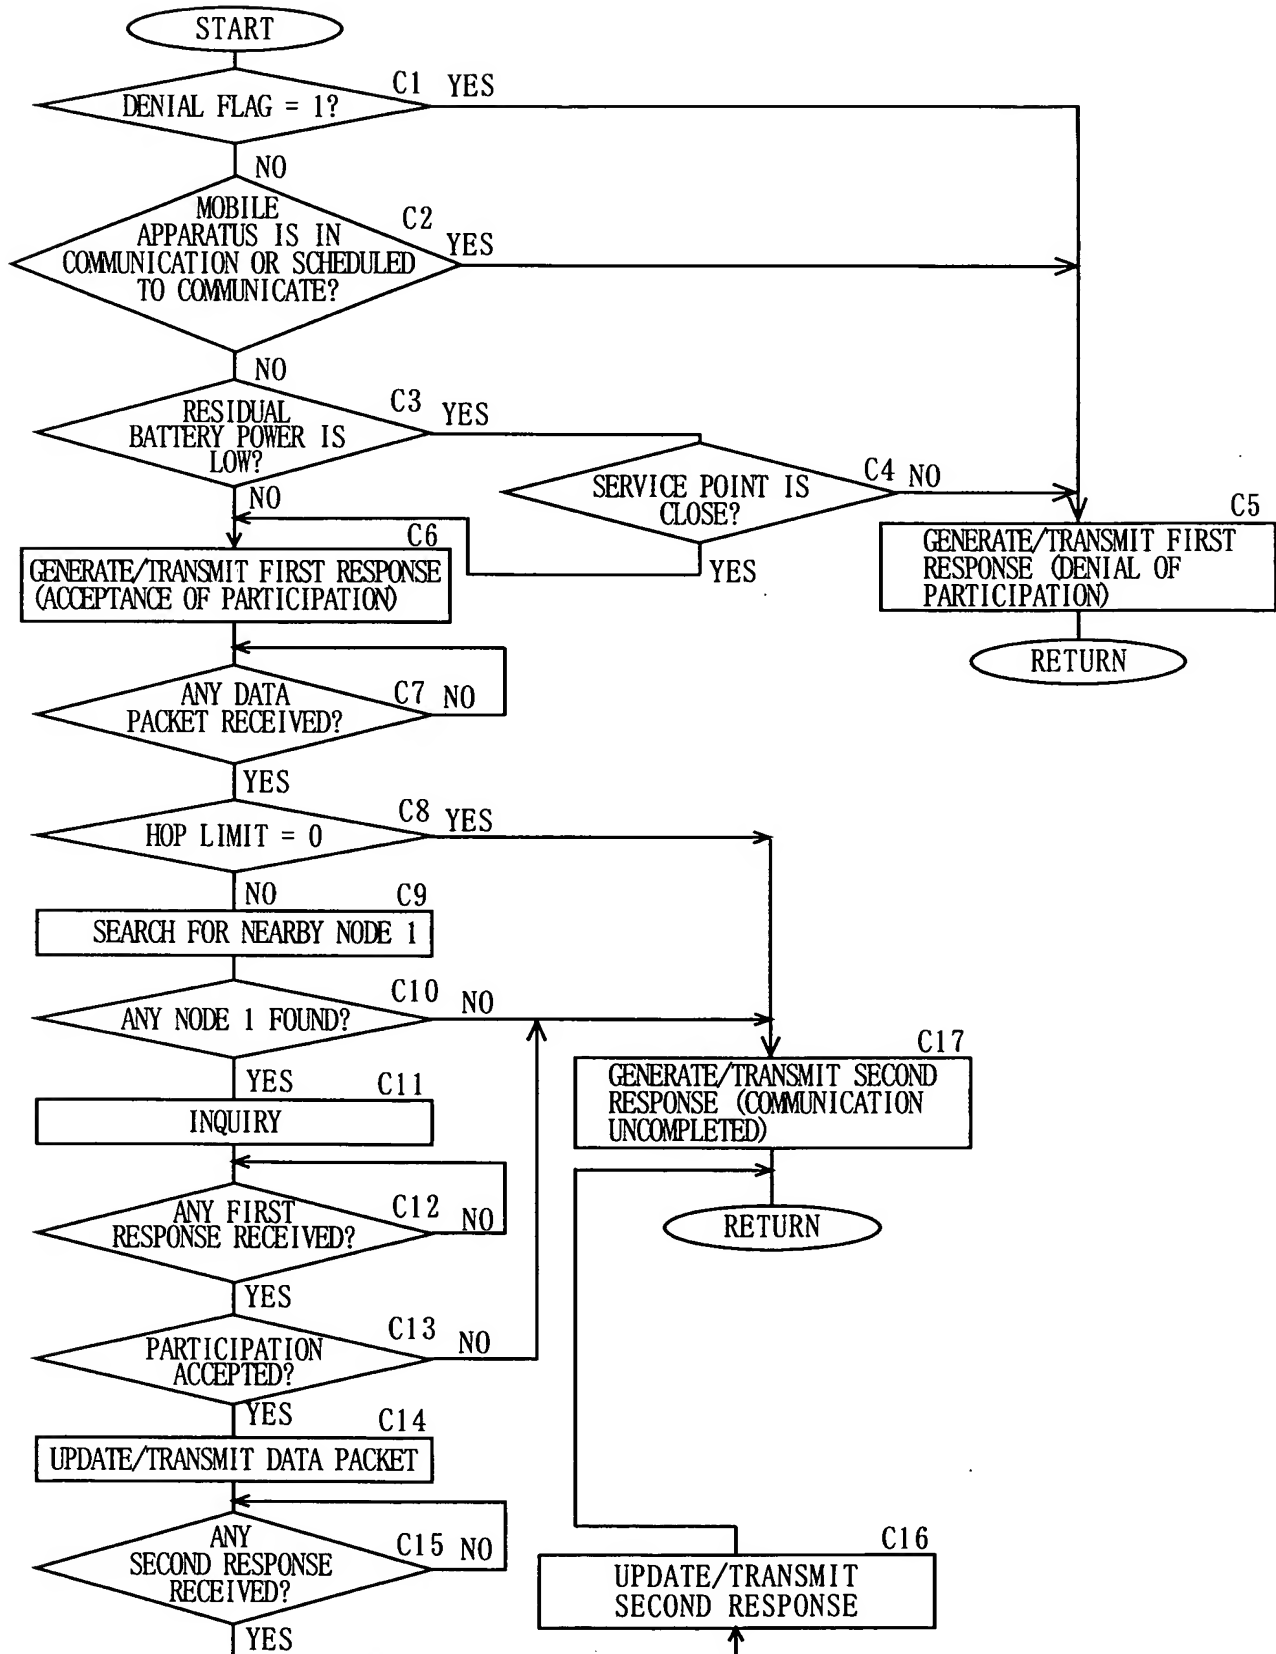 START
C1 YES
DENIAL FLAG = 1?
NO
MOBILE
APPARATUS IS IN
COMMUNICATION OR SCHEDULED
TO COMMUNICATE?
C2
YES
NO
RESIDUAL
BATTERY POWER IS
LOW?
C3
YES
NO
SERVICE POINT IS
CLOSE?
C4 NO
YES
C5
GENERATE/TRANSMIT FIRST
RESPONSE (DENIAL OF
PARTICIPATION)
RETURN
C6
GENERATE/TRANSMIT FIRST RESPONSE
(ACCEPTANCE OF PARTICIPATION)
ANY DATA
PACKET RECEIVED?
C7 NO
YES
HOP LIMIT = 0
C8 YES
NO
C9
SEARCH FOR NEARBY NODE 1
ANY NODE 1 FOUND?
C10 NO
YES
C11
INQUIRY
ANY FIRST
RESPONSE RECEIVED?
C12 NO
YES
PARTICIPATION
ACCEPTED?
C13 NO
YES
C14
UPDATE/TRANSMIT DATA PACKET
ANY
SECOND RESPONSE
RECEIVED?
C15 NO
YES
C16
UPDATE/TRANSMIT
SECOND RESPONSE
C17
GENERATE/TRANSMIT SECOND
RESPONSE (COMMUNICATION
UNCOMPLETED)
RETURN